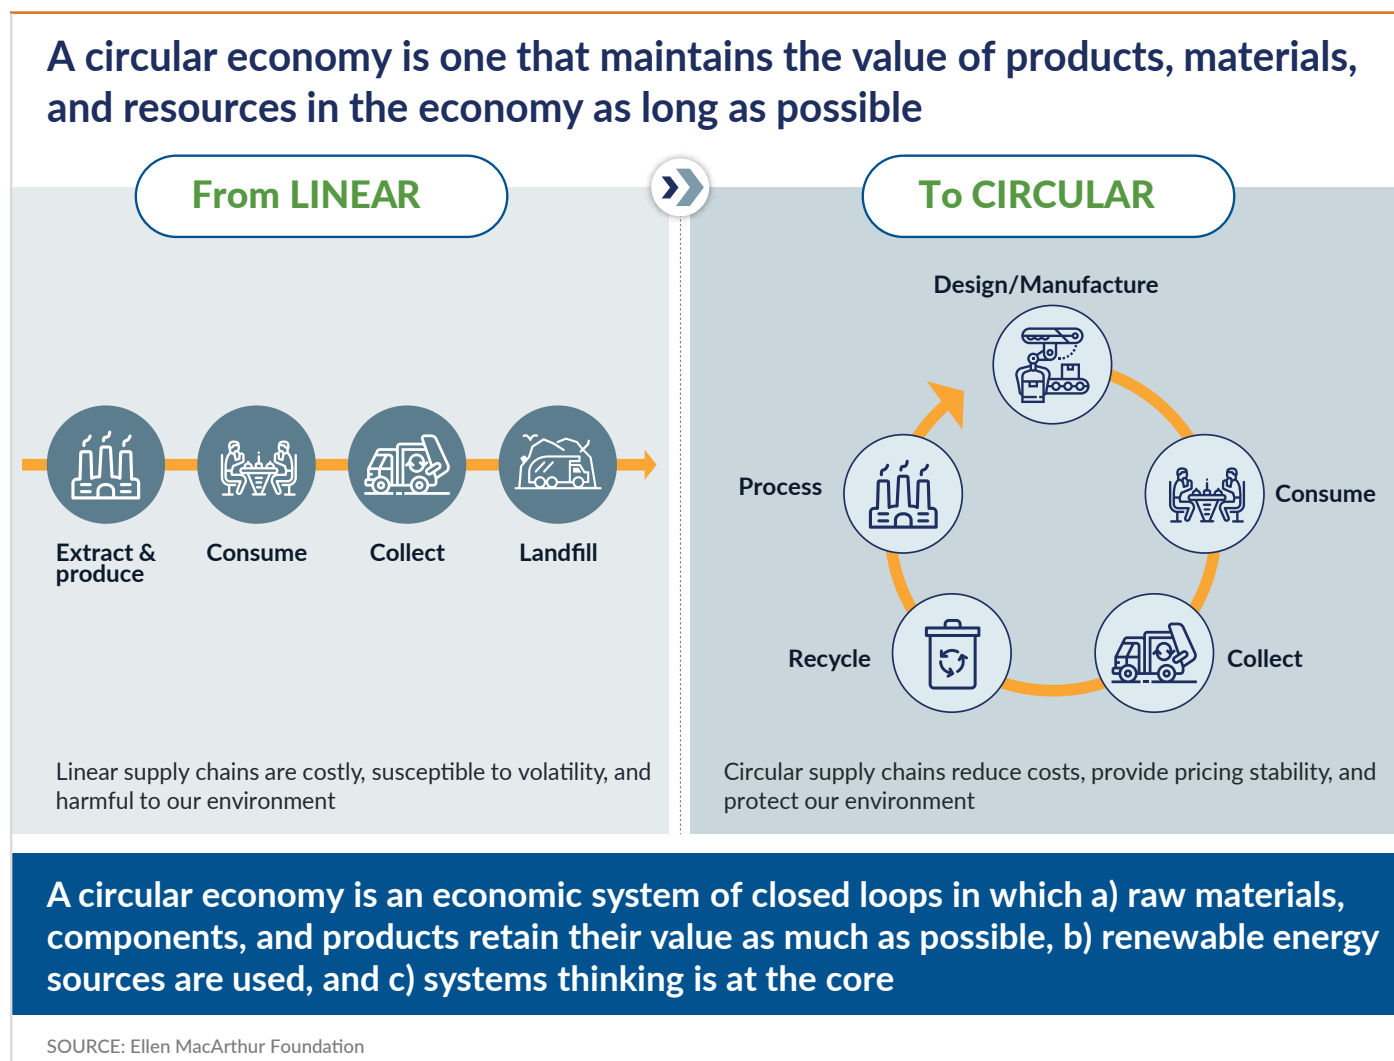 A circular economy is one that maintains the value of products, materials,
and resources in the economy as long as possible
From LINEAR
To CIRCULAR
Extract &
produce
Consume
Collect
Landfill
Design/Manufacture
Process
Consume
Recycle
Collect
Linear supply chains are costly, susceptible to volatility, and
harmful to our environment
Circular supply chains reduce costs, provide pricing stability, and
protect our environment
A circular economy is an economic system of closed loops in which a) raw materials,
components, and products retain their value as much as possible, b) renewable energy
sources are used, and c) systems thinking is at the core
SOURCE: Ellen MacArthur Foundation